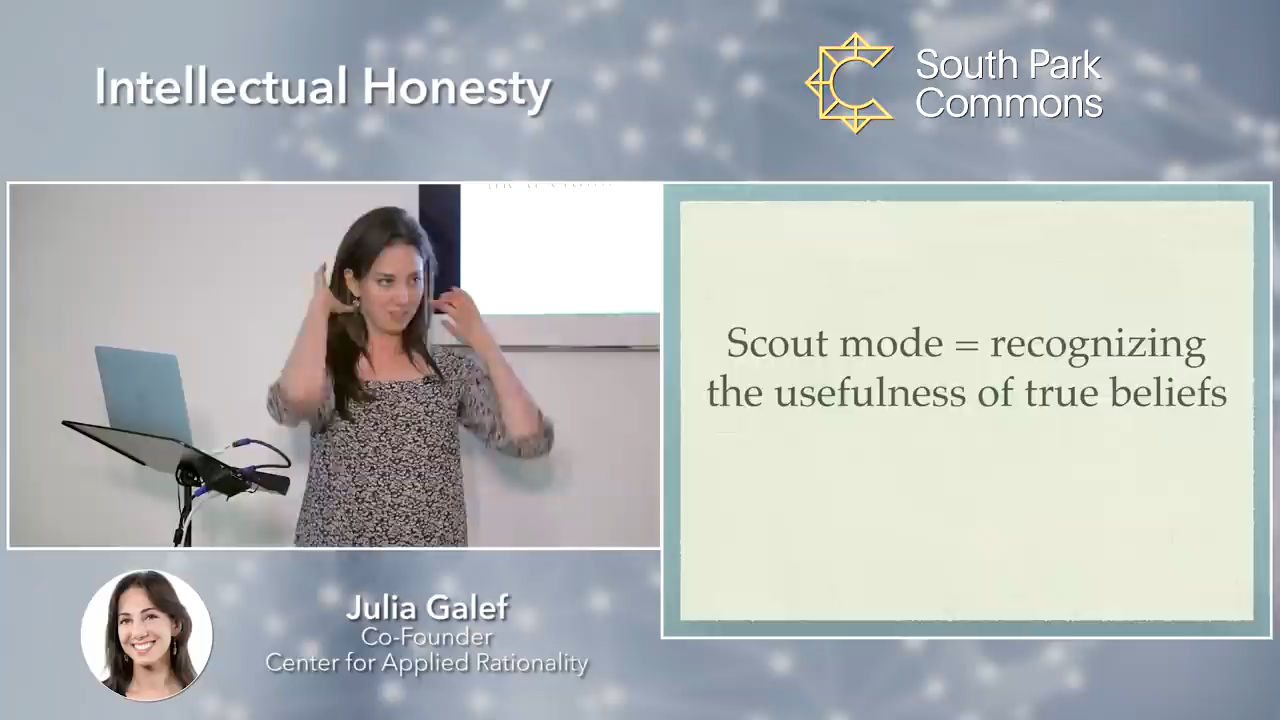 Intellectual Honesty
South Park
Commons
Scout mode = recognizing
the usefulness of true beliefs
Julia Galef
Co-Founder
Center for Applied Rationality